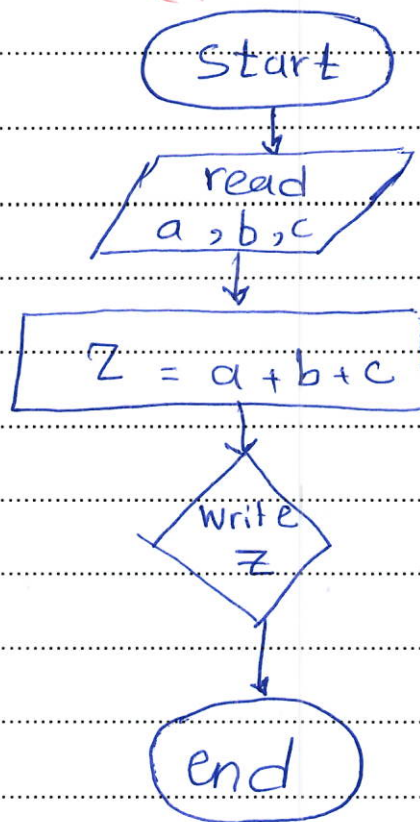 Start
read
a , b , c
Z = a + b + c
write
Z
end